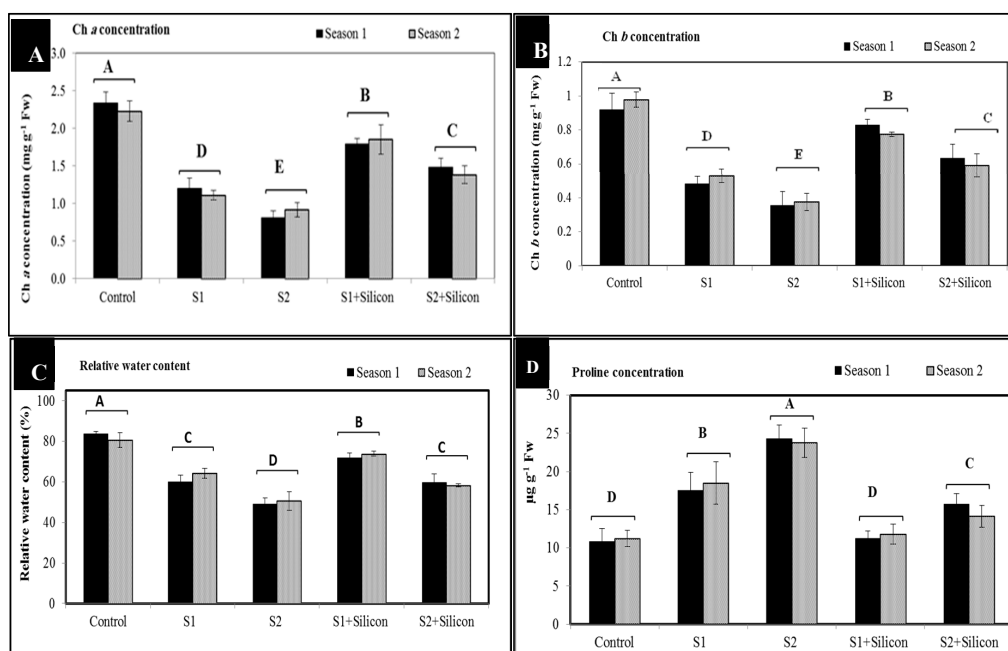 A
Ch a concentration
Season 1
Season 2
Ch a concentration (mg g-1 Fw)
3.0
2.5
2.0
1.5
1.0
0.5
0.0
A
D
E
B
C
Control
S1
S2
S1+Silicon
S2+Silicon
B
Ch b concentration
Season 1
Season 2
Ch b concentration (mg g-1 Fw)
1.2
1
0.8
0.6
0.4
0.2
0
A
D
E
B
C
Control
S1
S2
S1+Silicon
S2+Silicon
C
Relative water content
Season 1
Season 2
Relative water content (%)
100
80
60
40
20
0
A
C
D
B
C
Control
S1
S2
S1+Silicon
S2+Silicon
D
Proline concentration
Season 1
Season 2
µg g-1 Fw
30
25
20
15
10
5
0
D
B
A
D
C
Control
S1
S2
S1+Silicon
S2+Silicon